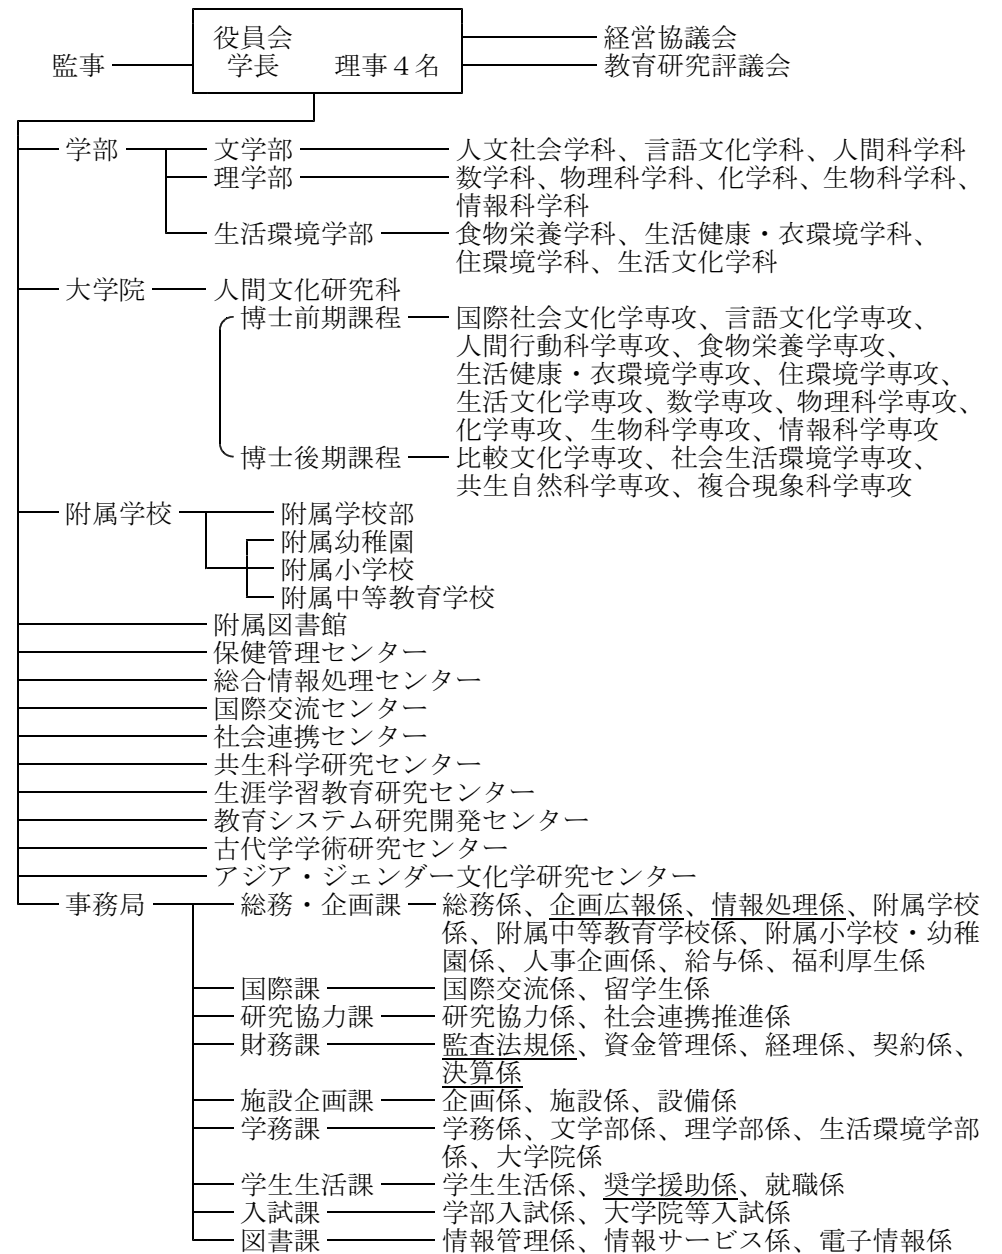 役員会
経営協議会
監事 学長 理事４名 教育研究評議会
学部 文学部 人文社会学科、言語文化学科、人間科学科
理学部 数学科、物理科学科、化学科、生物科学科、
情報科学科
生活環境学部 食物栄養学科、生活健康・衣環境学科、
住環境学科、生活文化学科
大学院 人間文化研究科
博士前期課程 国際社会文化学専攻、言語文化学専攻、
人間行動科学専攻、食物栄養学専攻、
生活健康・衣環境学専攻、住環境学専攻、
生活文化学専攻、数学専攻、物理科学専攻、
化学専攻、生物科学専攻、情報科学専攻
博士後期課程 比較文化学専攻、社会生活環境学専攻、
共生自然科学専攻、複合現象科学専攻
附属学校 附属学校部
附属幼稚園
附属小学校
附属中等教育学校
附属図書館
保健管理センター
総合情報処理センター
国際交流センター
社会連携センター
共生科学研究センター
生涯学習教育研究センター
教育システム研究開発センター
古代学学術研究センター
アジア・ジェンダー文化学研究センター
事務局 総務・企画課 総務係、企画広報係、情報処理係、附属学校
係、附属中等教育学校係、附属小学校・幼稚
園係、人事企画係、給与係、福利厚生係
国際課 国際交流係、留学生係
研究協力課 研究協力係、社会連携推進係
財務課 監査法規係、資金管理係、経理係、契約係、
決算係
施設企画課 企画係、施設係、設備係
学務課 学務係、文学部係、理学部係、生活環境学部
係、大学院係
学生生活課 学生生活係、奨学援助係、就職係
入試課 学部入試係、大学院等入試係
図書課 情報管理係、情報サービス係、電子情報係